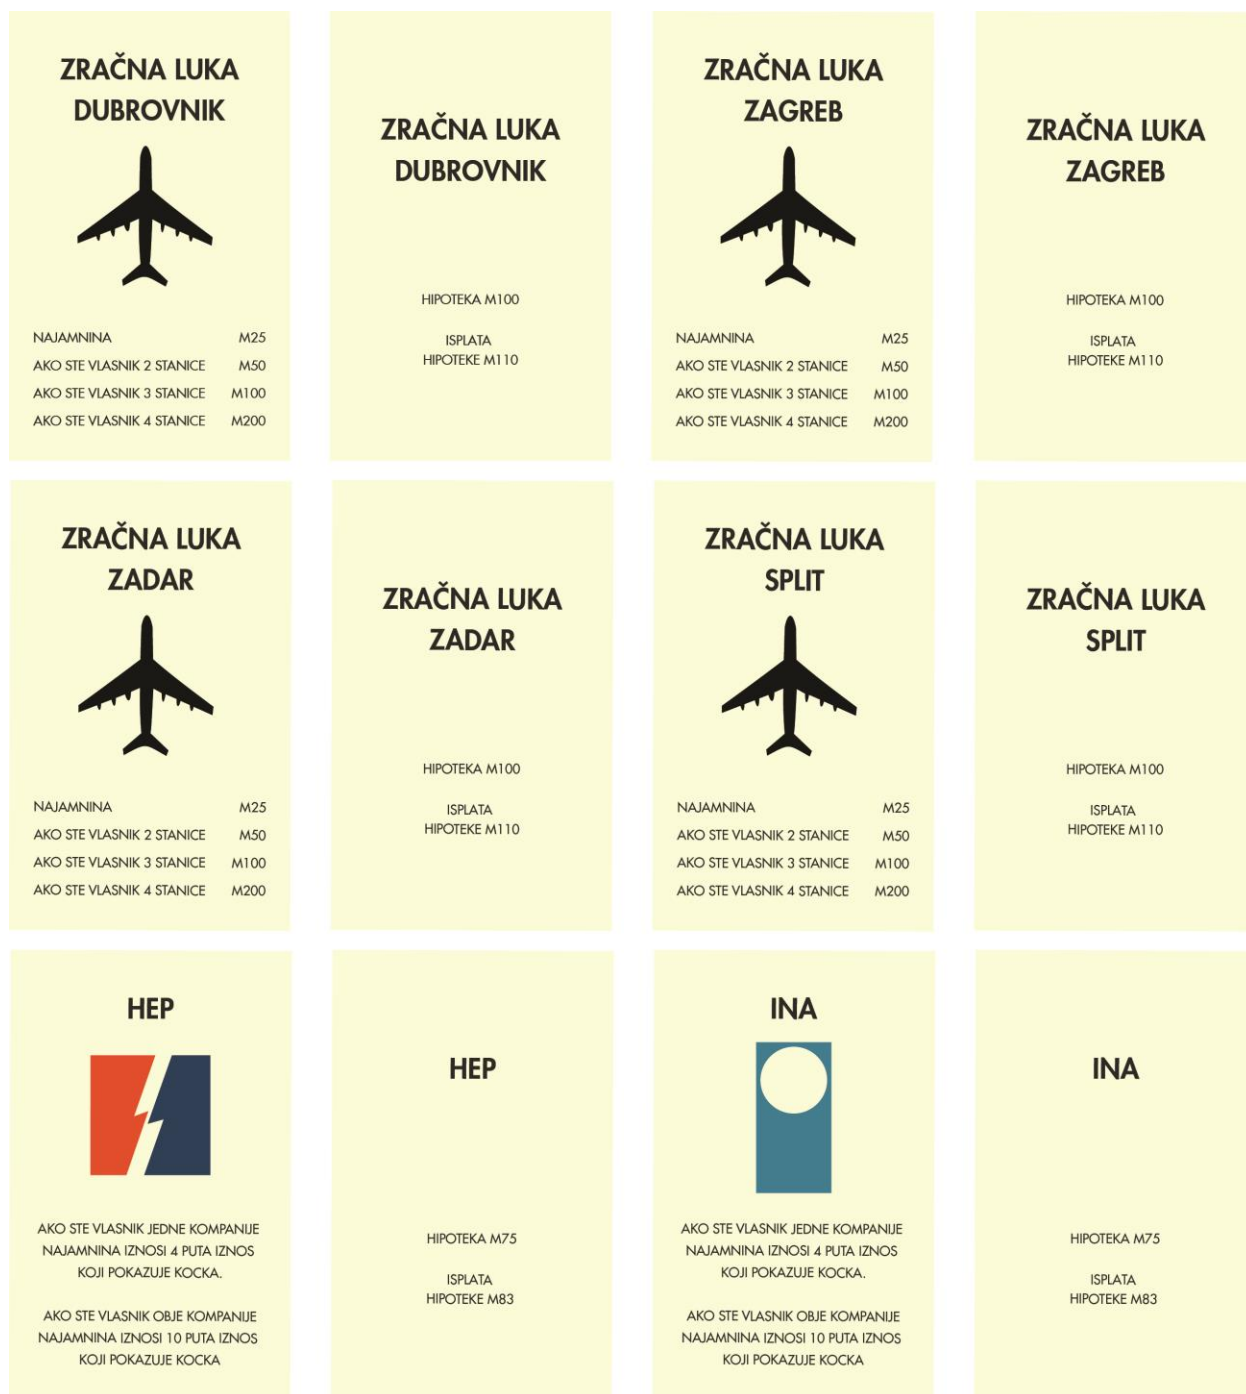 ZRAČNA LUKA
DUBROVNIK
NAJAMNINA M25
AKO STE VLASNIK 2 STANICE M50
AKO STE VLASNIK 3 STANICE M100
AKO STE VLASNIK 4 STANICE M200
ZRAČNA LUKA
DUBROVNIK
HIPOTEKA M100
ISPLATA
HIPOTEKE M110
ZRAČNA LUKA
ZAGREB
NAJAMNINA M25
AKO STE VLASNIK 2 STANICE M50
AKO STE VLASNIK 3 STANICE M100
AKO STE VLASNIK 4 STANICE M200
ZRAČNA LUKA
ZAGREB
HIPOTEKA M100
ISPLATA
HIPOTEKE M110
ZRAČNA LUKA
ZADAR
NAJAMNINA M25
AKO STE VLASNIK 2 STANICE M50
AKO STE VLASNIK 3 STANICE M100
AKO STE VLASNIK 4 STANICE M200
ZRAČNA LUKA
ZADAR
HIPOTEKA M100
ISPLATA
HIPOTEKE M110
ZRAČNA LUKA
SPLIT
NAJAMNINA M25
AKO STE VLASNIK 2 STANICE M50
AKO STE VLASNIK 3 STANICE M100
AKO STE VLASNIK 4 STANICE M200
ZRAČNA LUKA
SPLIT
HIPOTEKA M100
ISPLATA
HIPOTEKE M110
HEP
AKO STE VLASNIK JEDNE KOMPANIJE
NAJAMNINA IZNOSI 4 PUTA IZNOS
KOJI POKAZUJE KOCKA.
AKO STE VLASNIK OBJE KOMPANIJE
NAJAMNINA IZNOSI 10 PUTA IZNOS
KOJI POKAZUJE KOCKA
HEP
HIPOTEKA M75
ISPLATA
HIPOTEKE M83
INA
AKO STE VLASNIK JEDNE KOMPANIJE
NAJAMNINA IZNOSI 4 PUTA IZNOS
KOJI POKAZUJE KOCKA.
AKO STE VLASNIK OBJE KOMPANIJE
NAJAMNINA IZNOSI 10 PUTA IZNOS
KOJI POKAZUJE KOCKA
INA
HIPOTEKA M75
ISPLATA
HIPOTEKE M83